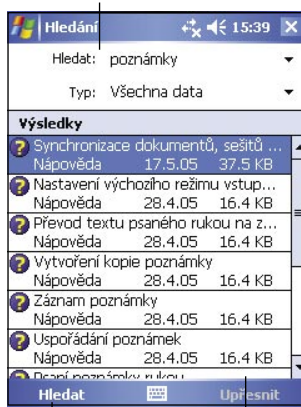 Hledání 15:39
Hledat: poznámky
Typ: Všechna data
Výsledky
Synchronizace dokumentů, sešitů ...
Nápověda 17.5.05 37.5 KB
Nastavení výchozího režimu vstup...
Nápověda 28.4.05 16.4 KB
Převod textu psaného rukou na z...
Nápověda 28.4.05 16.4 KB
Vytvoření kopie poznámky
Nápověda 28.4.05 16.4 KB
Záznam poznámky
Nápověda 28.4.05 16.4 KB
Uspořádání poznámek
Nápověda 28.4.05 16.4 KB
Psaní poznámky rukou
Hledat Upřesnit